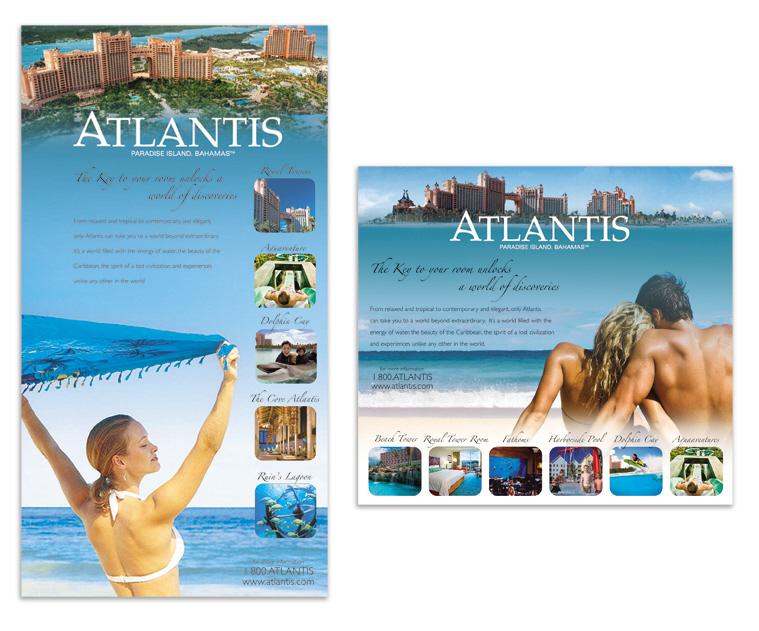 ATLANTIS
PARADISE ISLAND, BAHAMAS™
The Key to your room unlocks a
world of discoveries
From relaxed and tropical to contemporary and elegant,
only Atlantis can take you to a world beyond extraordinary.
It's a world filled with the energy of water, the beauty of the
Caribbean, the spirit of a lost civilization and experiences
unlike any other in the world
Royal Towers
Aquaventure
Dolphin Cay
The Cove Atlantis
Ruin's Lagoon
for more information
1 800.ATLANTIS
www.atlantis.com
ATLANTIS
PARADISE ISLAND, BAHAMAS™
The Key to your room unlocks
a world of discoveries
From relaxed and tropical to contemporary and elegant, only Atlantis
can take you to a world beyond extraordinary. It's a world filled with the
energy of water, the beauty of the Caribbean, the spirit of a lost civilization
and experiences unlike any other in the world.
for more information
1 800.ATLANTIS
www.atlantis.com
Beach Tower Royal Tower Room Fathoms Harborside Pool Dolphin Cay Aquaventures